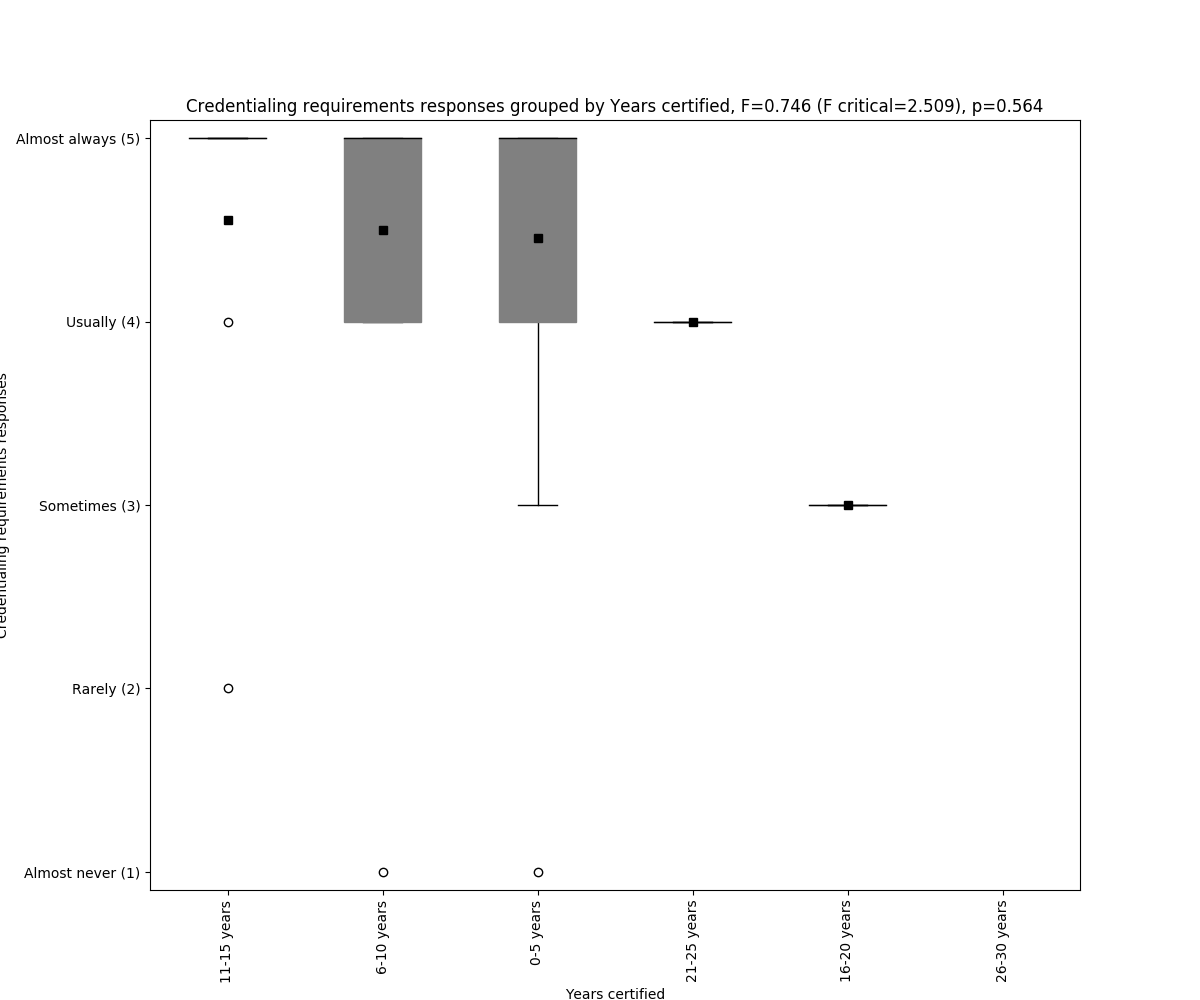 Credentialing requirements responses grouped by Years certified, F=0.746 (F critical=2.509), p=0.564
Almost always (5)
Usually (4)
Sometimes (3)
Rarely (2)
Almost never (1)
Credentialing requirements responses
11-15 years
6-10 years
0-5 years
21-25 years
16-20 years
26-30 years
Years certified